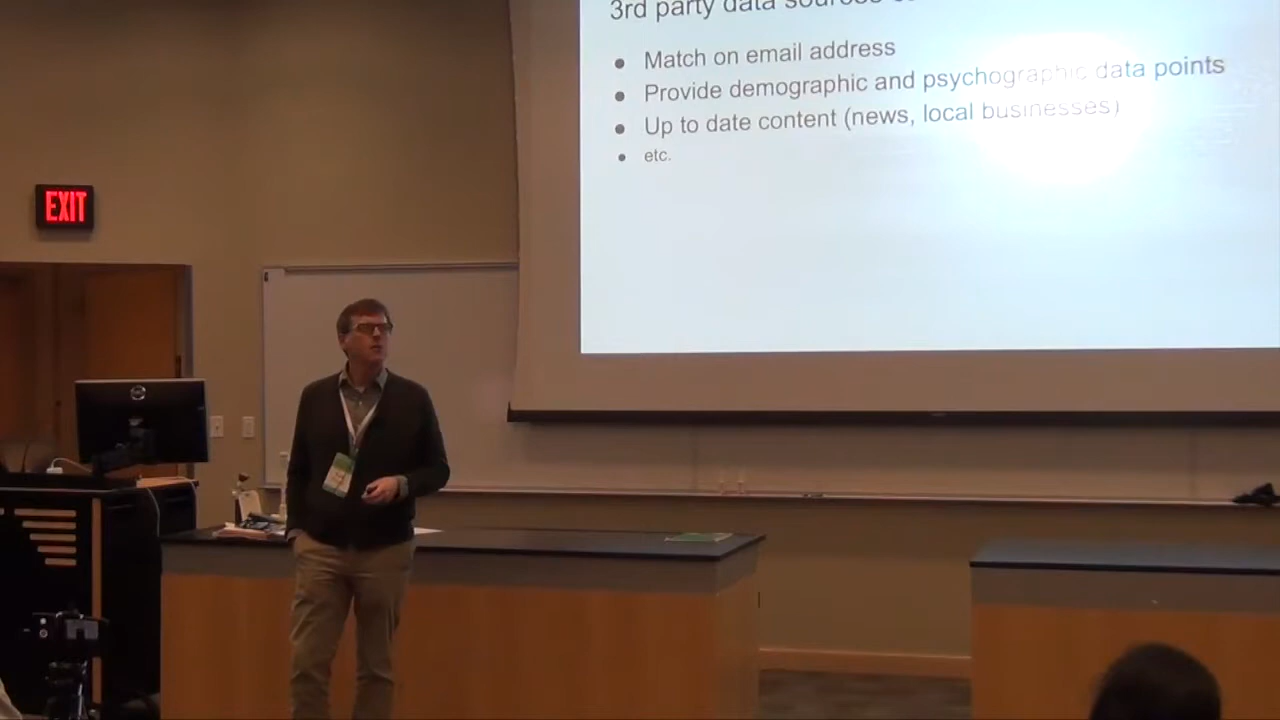 3rd party data sources
Match on email address
Provide demographic and psychographic data points
Up to date content (news, local businesses)
etc.
EXIT